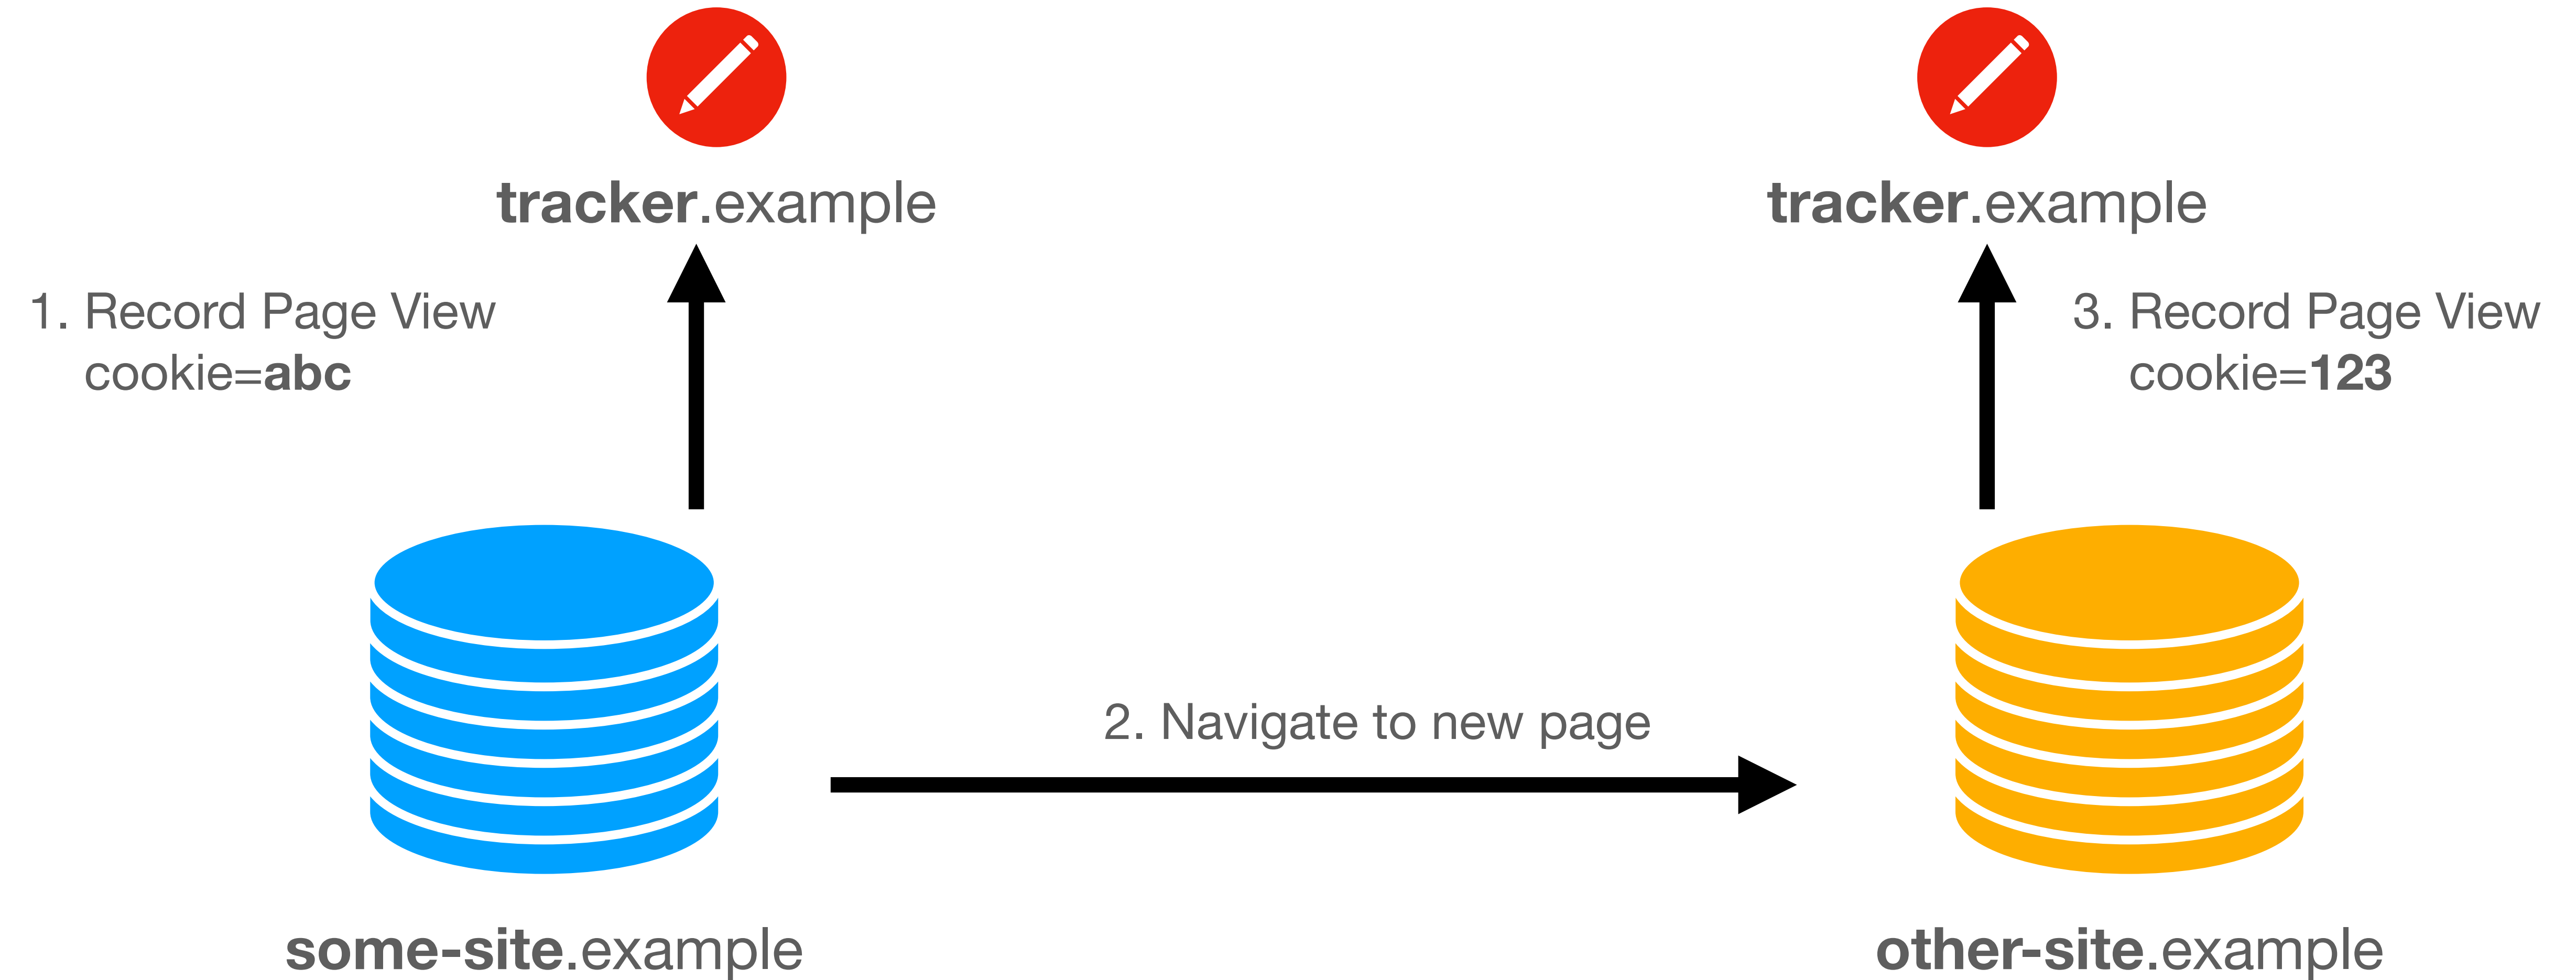 tracker.example
tracker.example
1. Record Page View
cookie=abc
3. Record Page View
cookie=123
2. Navigate to new page
some-site.example
other-site.example